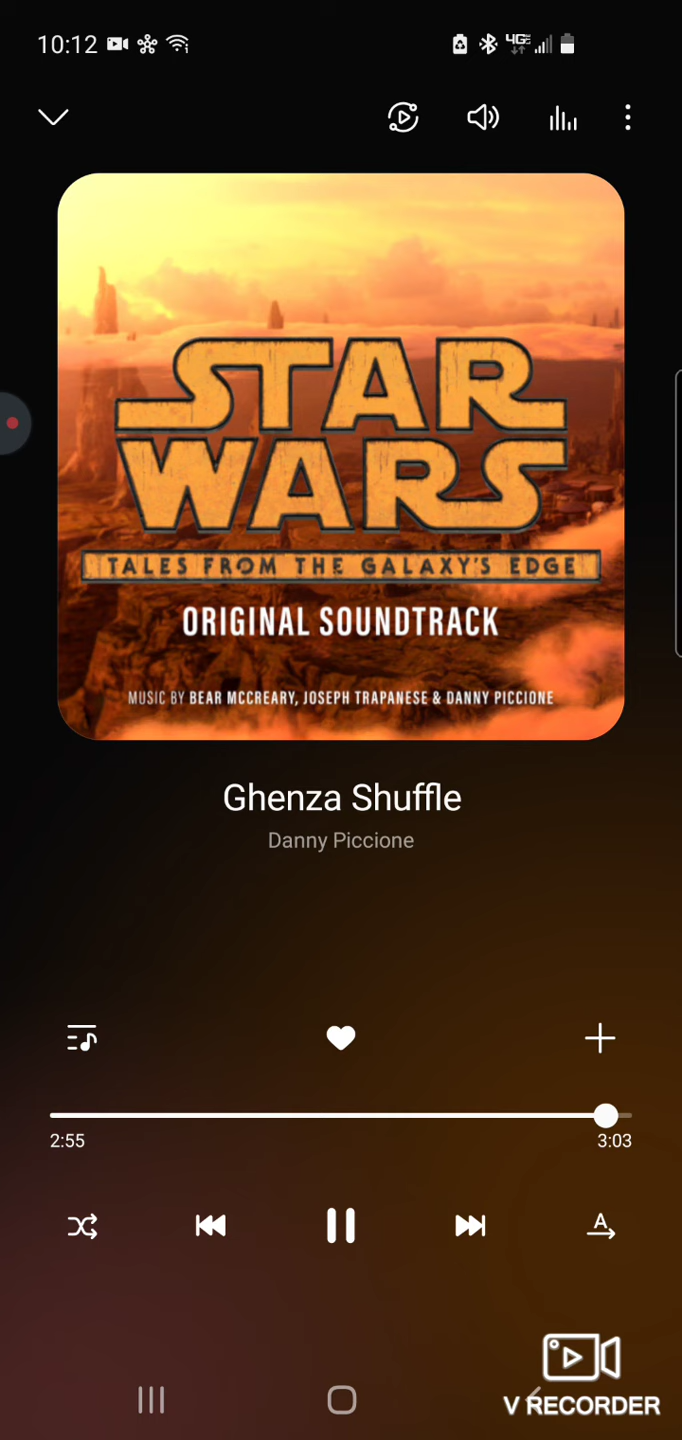 10:12
4GE
STAR
WARS
TALES FROM THE GALAXY'S EDGE
ORIGINAL SOUNDTRACK
MUSIC BY BEAR MCCREARY, JOSEPH TRAPANESE & DANNY PICCIONE
Ghenza Shuffle
Danny Piccione
2:55
3:03
A
V RECORDER